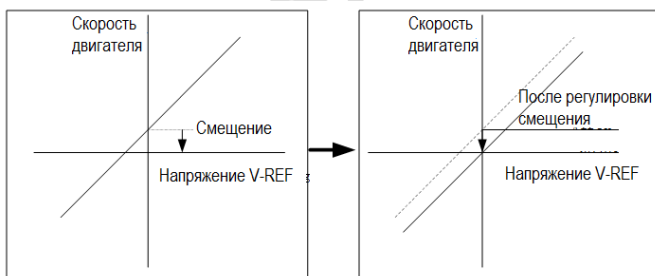 Скорость
двигателя
Смещение
Напряжение V-REF
Скорость
двигателя
После регулировки
смещения
Напряжение V-REF